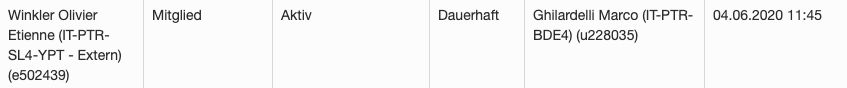 Winkler Olivier
Etienne (IT-PTR-
SL4-YPT - Extern)
(e502439)
Mitglied
Aktiv
Dauerhaft
Ghilardelli Marco (IT-PTR-
BDE4) (u228035)
04.06.2020 11:45